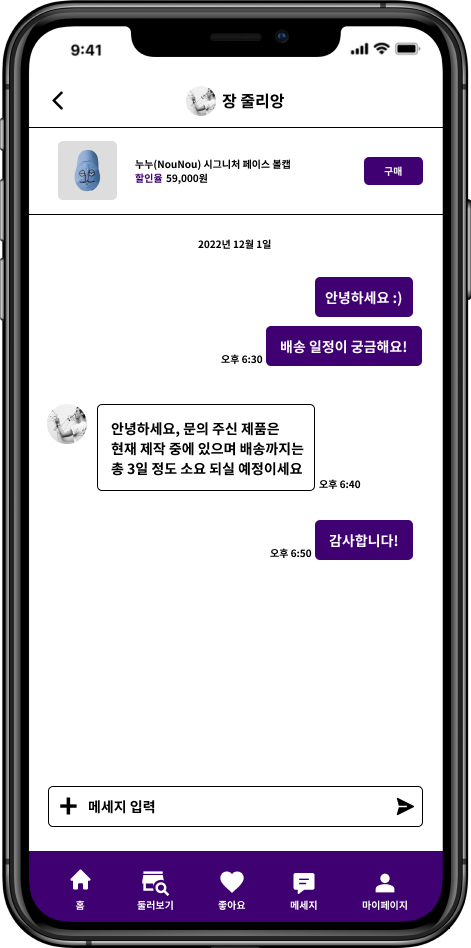 9:41
장 줄리앙
누누(NouNou) 시그니처 페이스 볼캡
할인율 59,000원
구매
2022년 12월 1일
안녕하세요 :)
배송 일정이 궁금해요!
오후 6:30
안녕하세요, 문의 주신 제품은
현재 제작 중에 있으며 배송까지는
총 3일 정도 소요 되실 예정이세요
오후 6:40
감사합니다!
오후 6:50
메세지 입력
홈
둘러보기
좋아요
메세지
마이페이지